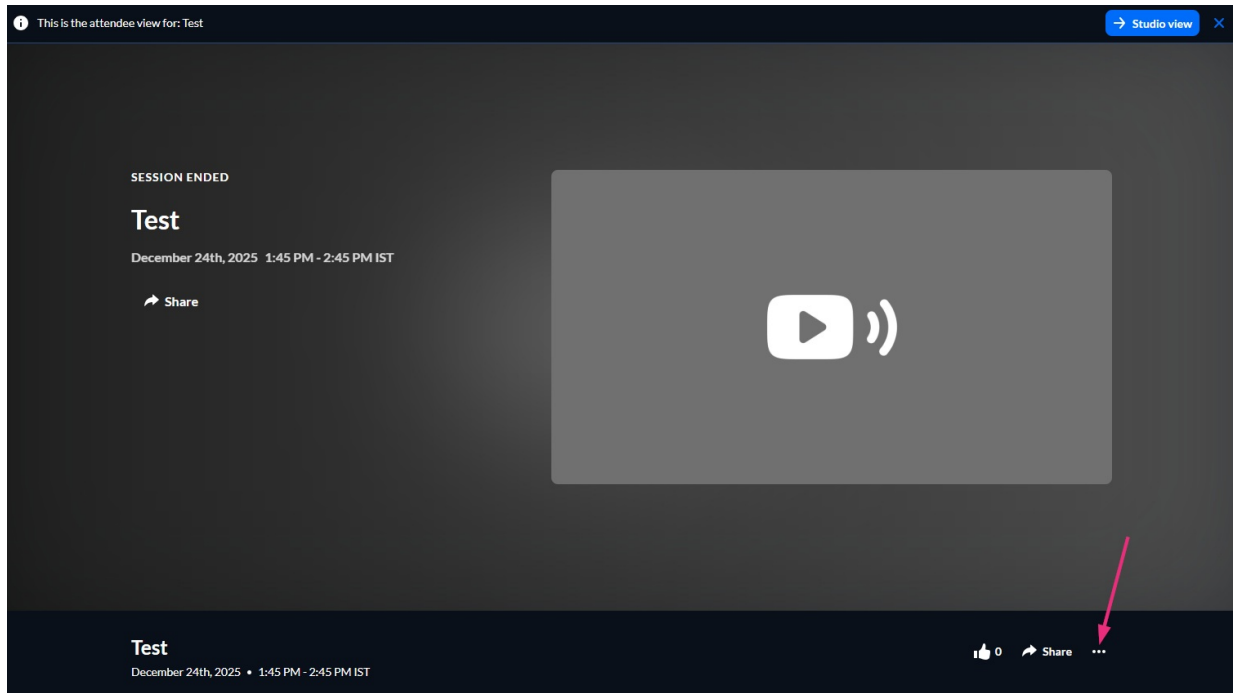 This is the attendee view for: Test
→ Studio view
SESSION ENDED
Test
December 24th, 2025 1:45 PM - 2:45 PM IST
Share
Test
0 Share
December 24th, 2025 • 1:45 PM - 2:45 PM IST